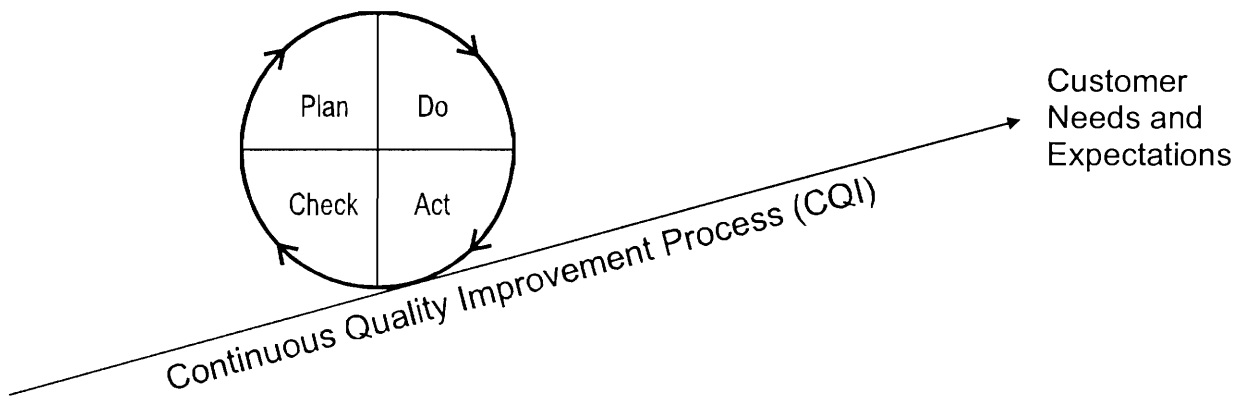 Plan
Do
Check
Act
Customer
Needs and
Expectations
Continuous Quality Improvement Process (CQI)